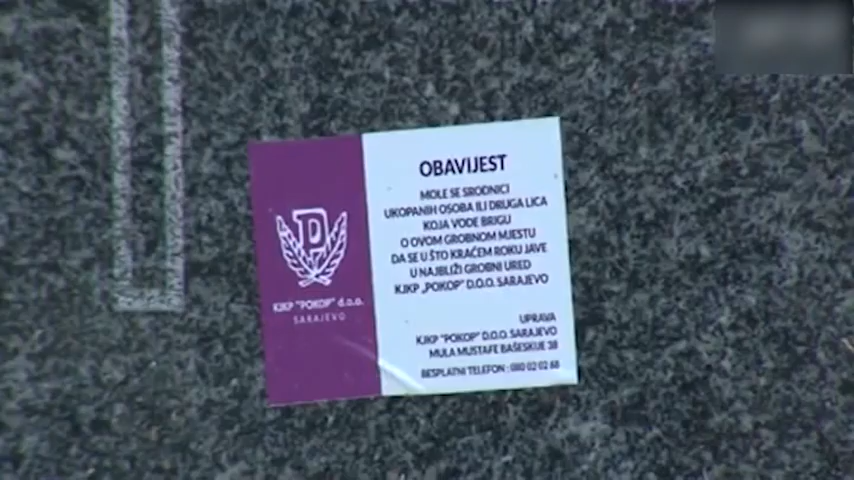 P
KJKP "POKOP" d.o.o.
SARAJEVO
OBAVIJEST
MOLE SE SRODNICI
UKOPANIH OSOBA ILI DRUGA LICA
KOJA VODE BRIGU
O OVOM GROBNOM MJESTU
DA SE U ŠTO KRAĆEM ROKU JAVE
U NAJBLIŽI GROBNI URED
KJKP „POKOP" D.O.O. SARAJEVO
UPRAVA
KJKP "POKOP" D.O.O. SARAJEVO
MULA MUSTAFE BAŠESKIJE 38
BESPLATNI TELEFON : 080 02 02 68